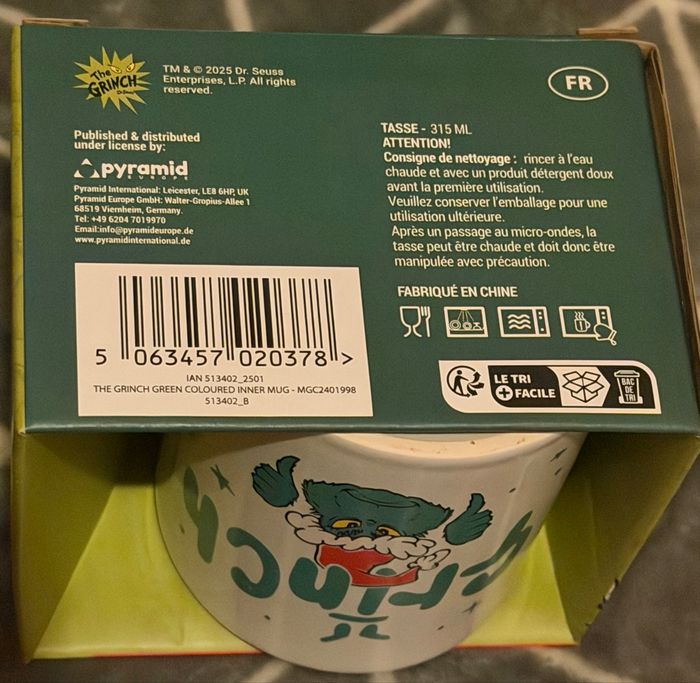 The
GRINCH
Dr. Seuss
TM & © 2025 Dr. Seuss
Enterprises, L.P. All rights
reserved.
Published & distributed
under license by:
pyramid
EUROPE
Pyramid International: Leicester, LE8 6HP, UK
Pyramid Europe GmbH: Walter-Gropius-Allee 1
68519 Viernheim, Germany.
Tel: +49 6204 7019970
Email:info@pyramideurope.de
www.pyramidinternational.de
5 063457 020378 >
IAN 513402_2501
THE GRINCH GREEN COLOURED INNER MUG - MGC2401998
513402_B
FR
TASSE - 315 ML
ATTENTION!
Consigne de nettoyage : rincer à l'eau
chaude et avec un produit détergent doux
avant la première utilisation.
Veuillez conserver l'emballage pour une
utilisation ultérieure.
Après un passage au micro-ondes, la
tasse peut être chaude et doit donc être
manipulée avec précaution.
FABRIQUÉ EN CHINE
LE TRI
+ FACILE
BAC
DE
TRI
Grinch